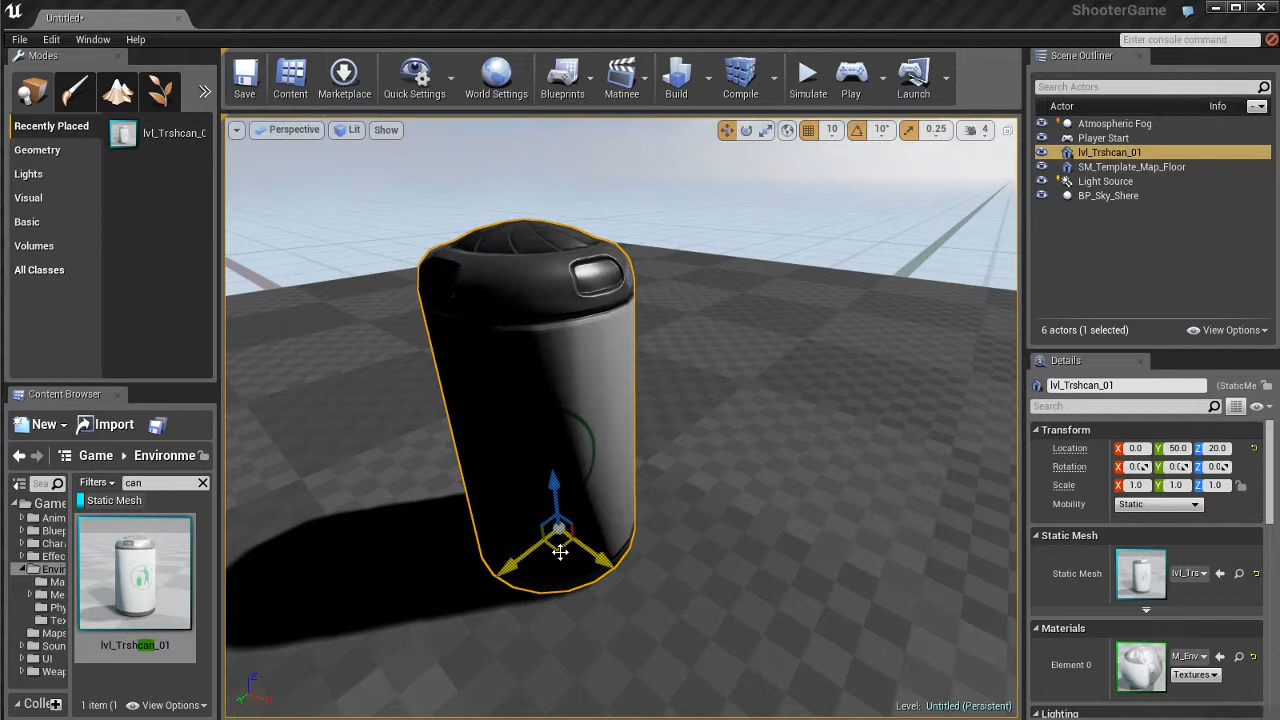 ShooterGame
Untitled*
File Edit Window Help
Enter console command
Modes
Save Content Marketplace Quick Settings World Settings Blueprints Matinee Build Compile Simulate Play Launch
Scene Outliner
Search Actors
Actor Info
Atmospheric Fog
Player Start
lvl_Trshcan_01
SM_Template_Map_Floor
Light Source
BP_Sky_Shere
6 actors (1 selected) View Options
Recently Placed
Geometry
Lights
Visual
Basic
Volumes
All Classes
lvl_Trshcan_0
Perspective Lit Show
10 10° 0.25 4
Content Browser
New Import
Game Environme
Sea Filters can
Static Mesh
Game
Anim
Bluep
Chara
Effec
Envir
Ma
Me
Phy
Tex
Maps
Soun
UI
Weap
lvl_Trshcan_01
Colle
1 item (1 View Options
Z
X
Level: Untitled (Persistent)
Details
lvl_Trshcan_01 (StaticMe
Search
Transform
Location X 0.0 Y 50.0 Z 20.0
Rotation X 0.0 Y 0.0 Z 0.0
Scale X 1.0 Y 1.0 Z 1.0
Mobility Static
Static Mesh
Static Mesh lvl_Trs
Materials
Element 0 M_Env
Textures
Lighting